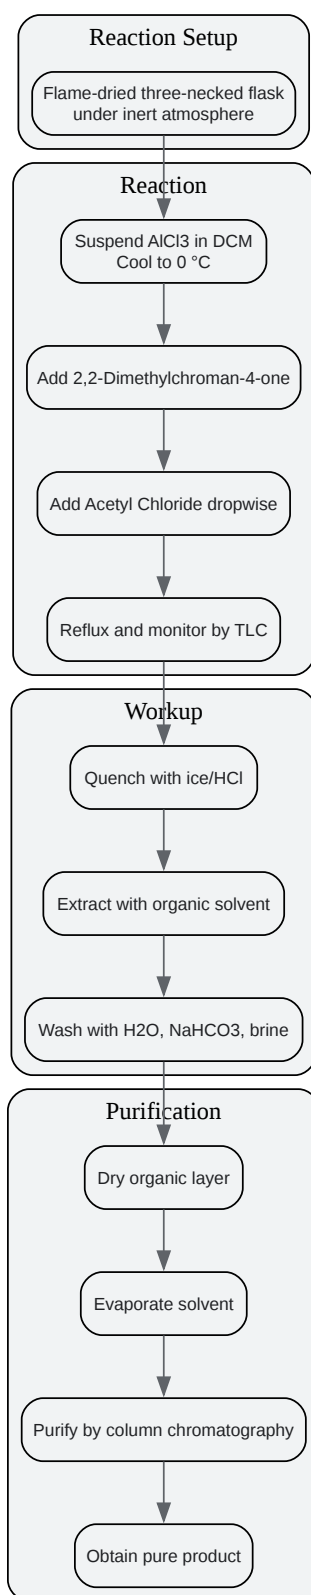 Reaction Setup
Flame-dried three-necked flask
under inert atmosphere
Reaction
Suspend AlCl3 in DCM
Cool to 0 °C
Add 2,2-Dimethylchroman-4-one
Add Acetyl Chloride dropwise
Reflux and monitor by TLC
Workup
Quench with ice/HCl
Extract with organic solvent
Wash with H2O, NaHCO3, brine
Purification
Dry organic layer
Evaporate solvent
Purify by column chromatography
Obtain pure product